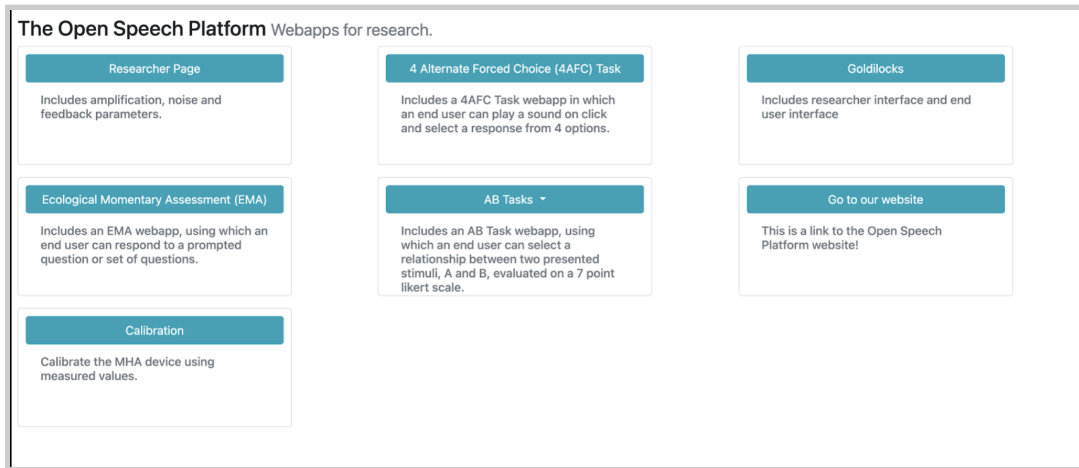 The Open Speech Platform Webapps for research.
Researcher Page
Includes amplification, noise and
feedback parameters.
4 Alternate Forced Choice (4AFC) Task
Includes a 4AFC Task webapp in which
an end user can play a sound on click
and select a response from 4 options.
Goldilocks
Includes researcher interface and end
user interface
Ecological Momentary Assessment (EMA)
Includes an EMA webapp, using which an
end user can respond to a prompted
question or set of questions.
AB Tasks
Includes an AB Task webapp, using
which an end user can select a
relationship between two presented
stimuli, A and B, evaluated on a 7 point
likert scale.
Go to our website
This is a link to the Open Speech
Platform website!
Calibration
Calibrate the MHA device using
measured values.